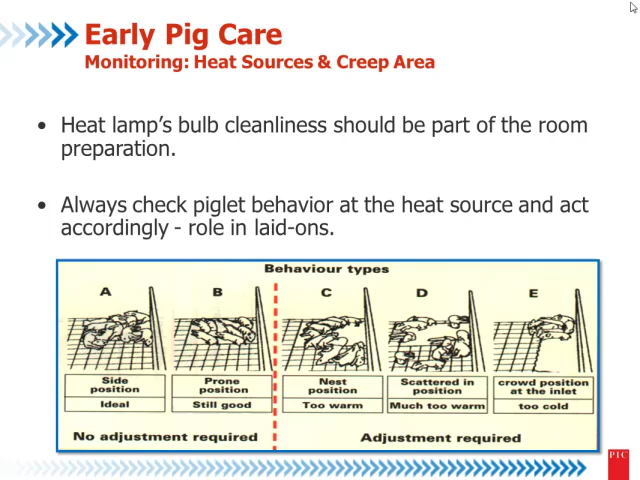 Early Pig Care
Monitoring: Heat Sources & Creep Area
• Heat lamp’s bulb cleanliness should be part of the room
preparation.
• Always check piglet behavior at the heat source and act
accordingly - role in laid-ons.
Behaviour types
A B C D E
Side position
Ideal
Prone position
Still good
Nest position
Too warm
Scattered in position
Much too warm
crowd position at the inlet
too cold
No adjustment required
Adjustment required
PIC